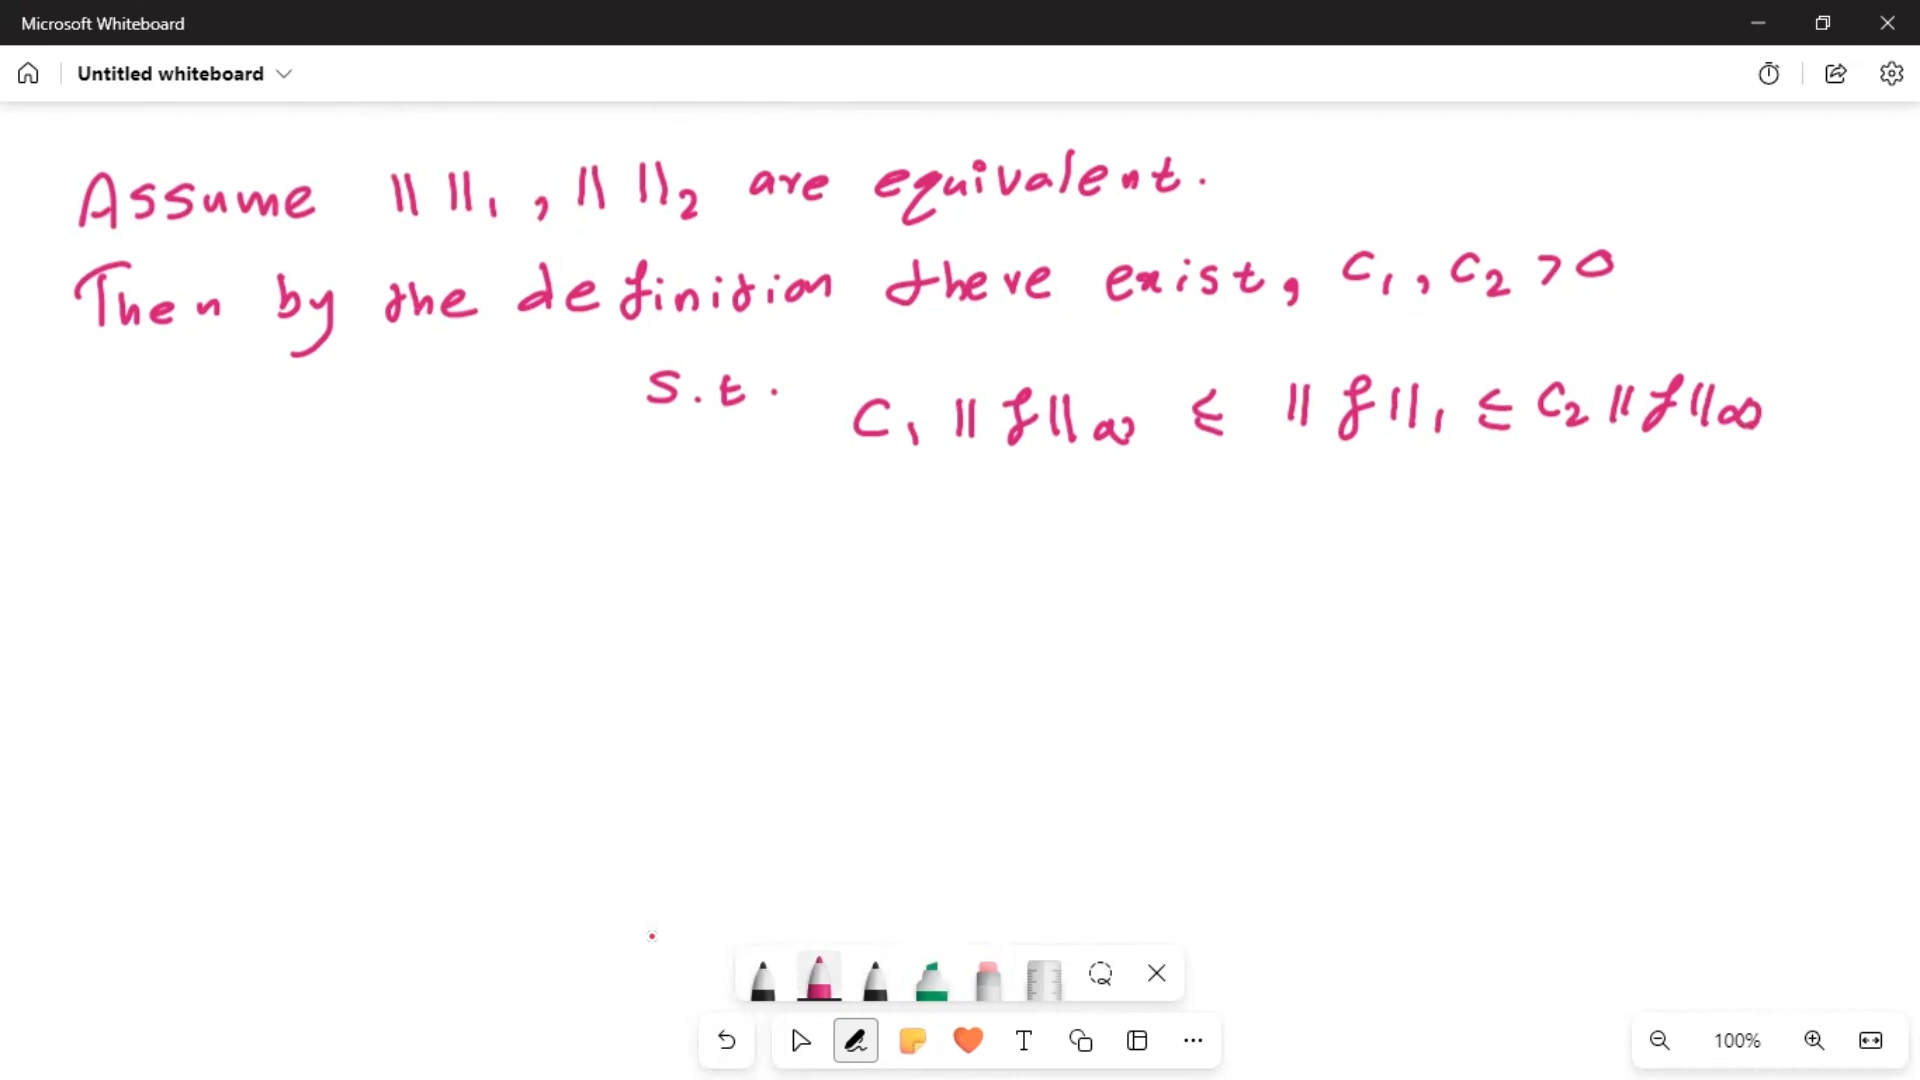 Microsoft Whiteboard
Untitled whiteboard
Assume || ||₁ , || ||₂ are equivalent.
Then by the definition there exist, C₁ , C₂ > 0
s.t. C₁ || f ||∞ ≤ || f ||₁ ≤ C₂ || f ||∞
100%